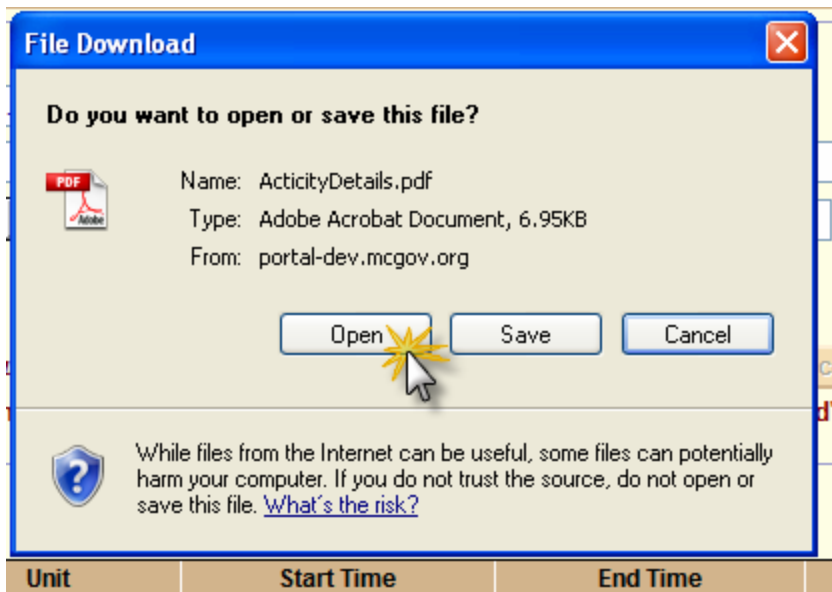 File Download
Do you want to open or save this file?
PDF
Adobe
Name: ActicityDetails.pdf
Type: Adobe Acrobat Document, 6.95KB
From: portal-dev.mcgov.org
Open Save Cancel
While files from the Internet can be useful, some files can potentially
harm your computer. If you do not trust the source, do not open or
save this file. What's the risk?
Unit Start Time End Time